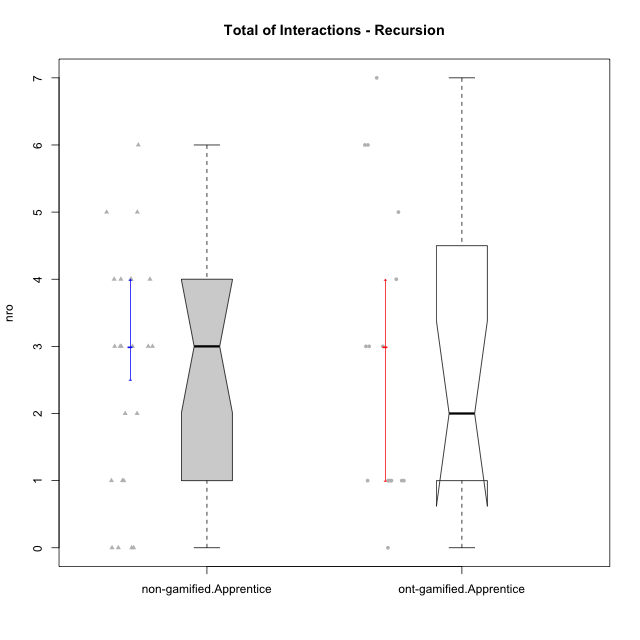 Total of Interactions - Recursion
7
6
5
4
3
2
1
0
nro
non-gamified.Apprentice
ont-gamified.Apprentice